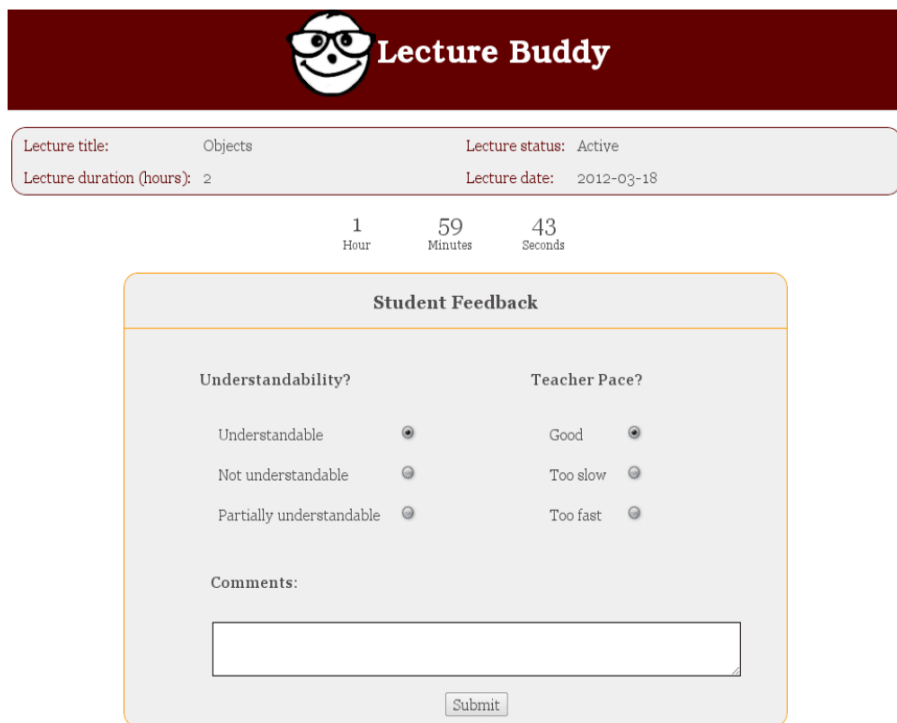 Lecture Buddy
Lecture title: Objects Lecture status: Active
Lecture duration (hours): 2 Lecture date: 2012-03-18
1 59 43
Hour Minutes Seconds
Student Feedback
Understandability? Teacher Pace?
Understandable Good
Not understandable Too slow
Partially understandable Too fast
Comments:
Submit